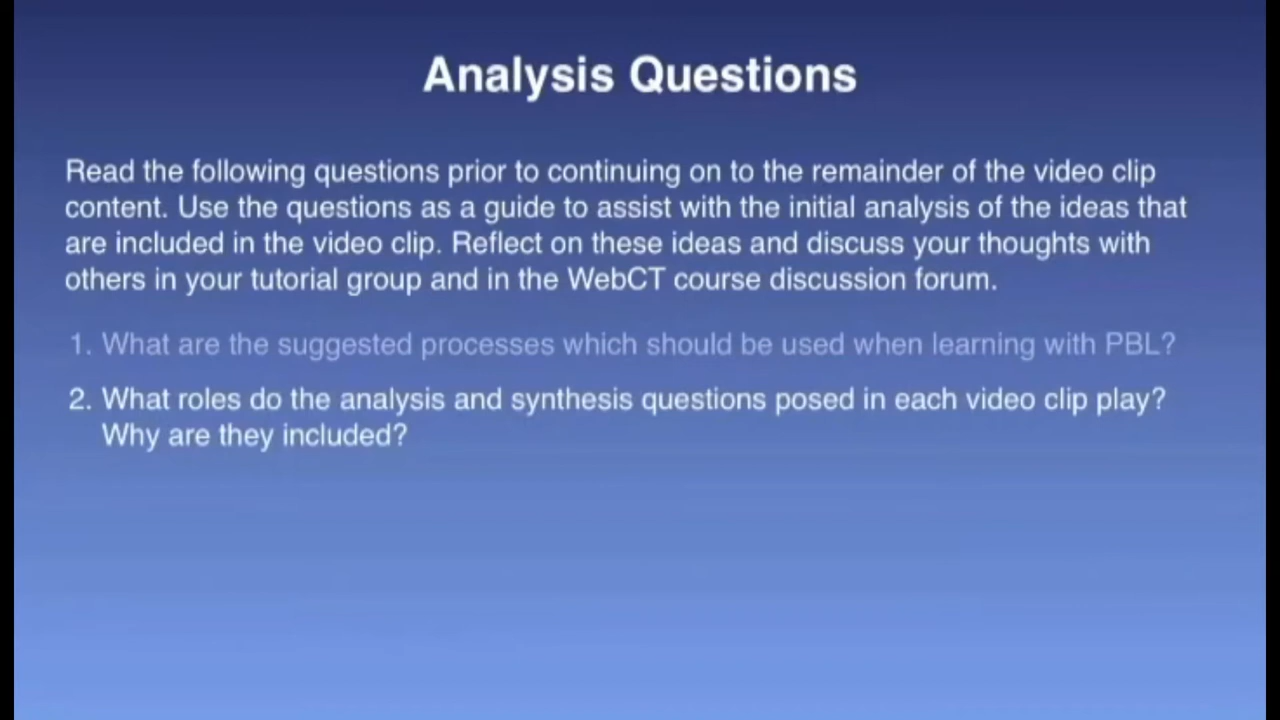 Analysis Questions
Read the following questions prior to continuing on to the remainder of the video clip
content. Use the questions as a guide to assist with the initial analysis of the ideas that
are included in the video clip. Reflect on these ideas and discuss your thoughts with
others in your tutorial group and in the WebCT course discussion forum.
1. What are the suggested processes which should be used when learning with PBL?
2. What roles do the analysis and synthesis questions posed in each video clip play?
Why are they included?